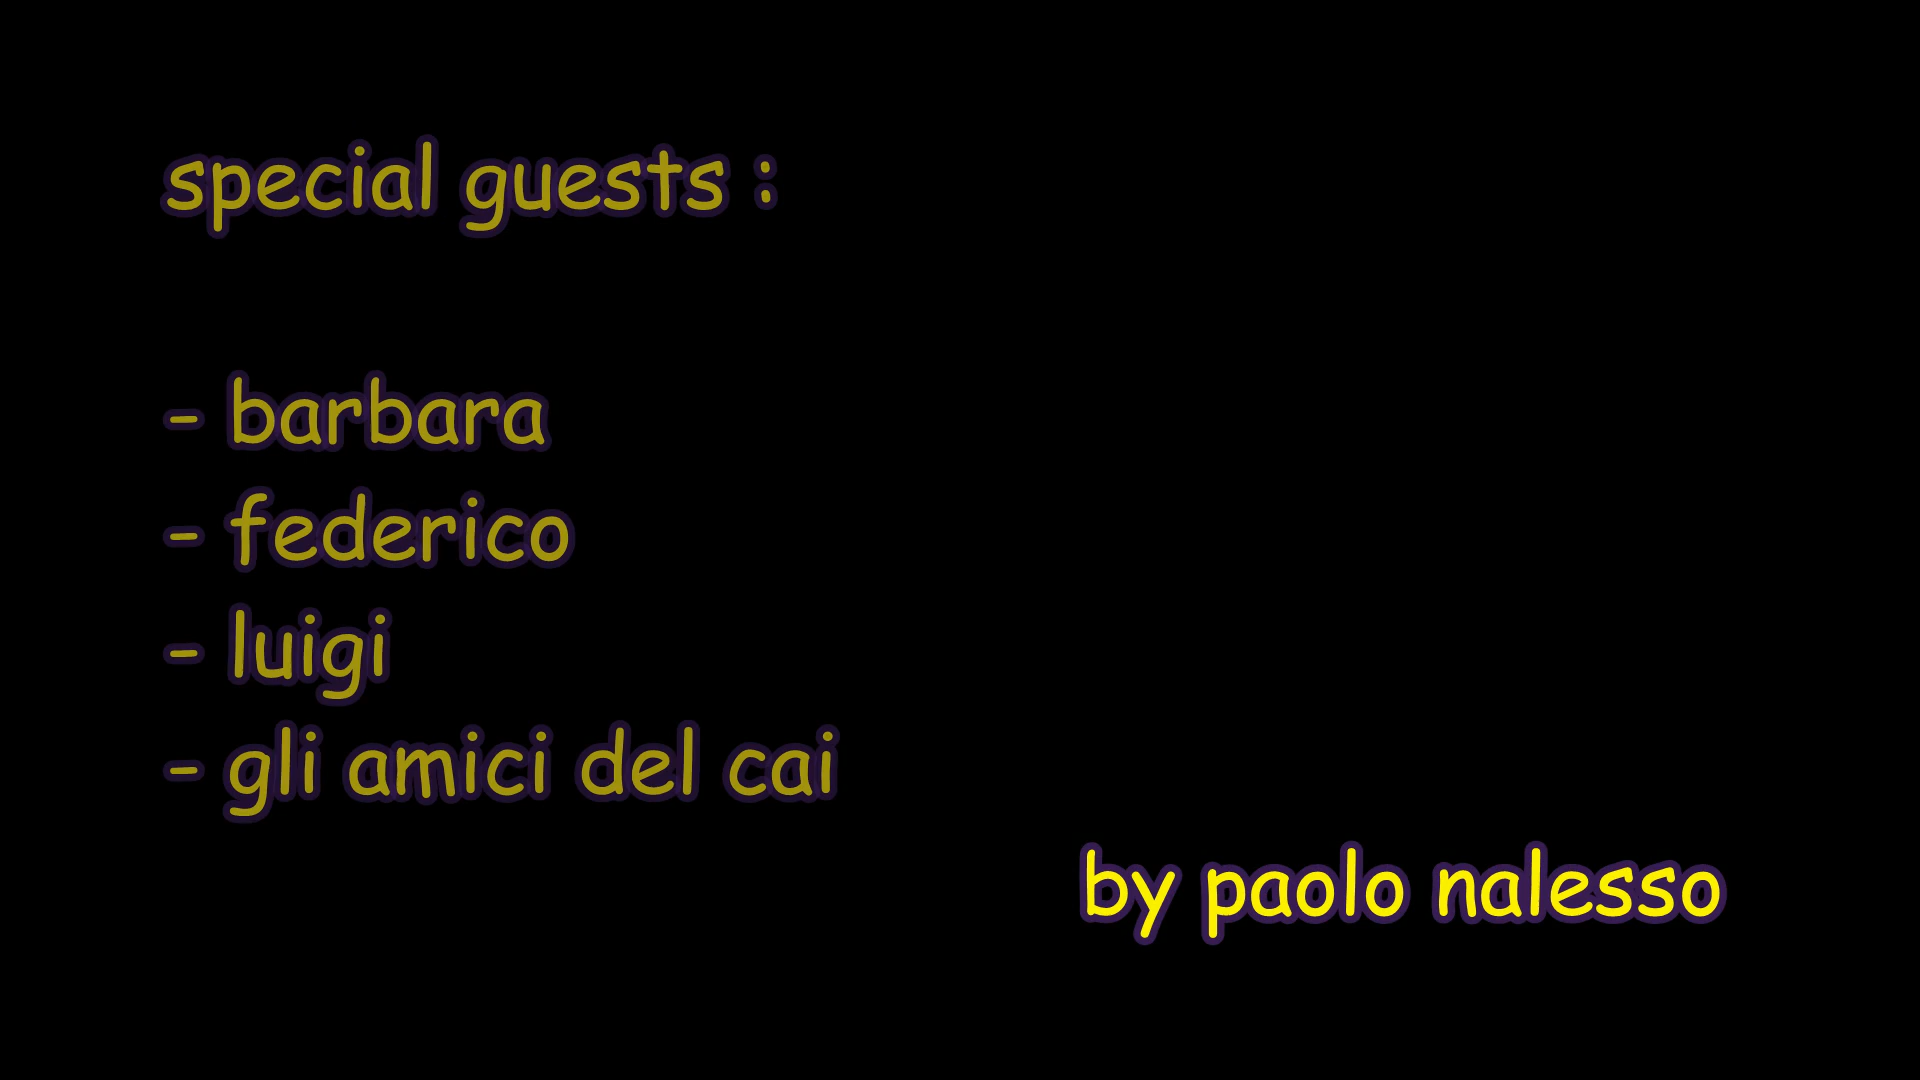 special guests :
- barbara
- federico
- luigi
- gli amici del cai
by paolo nalesso